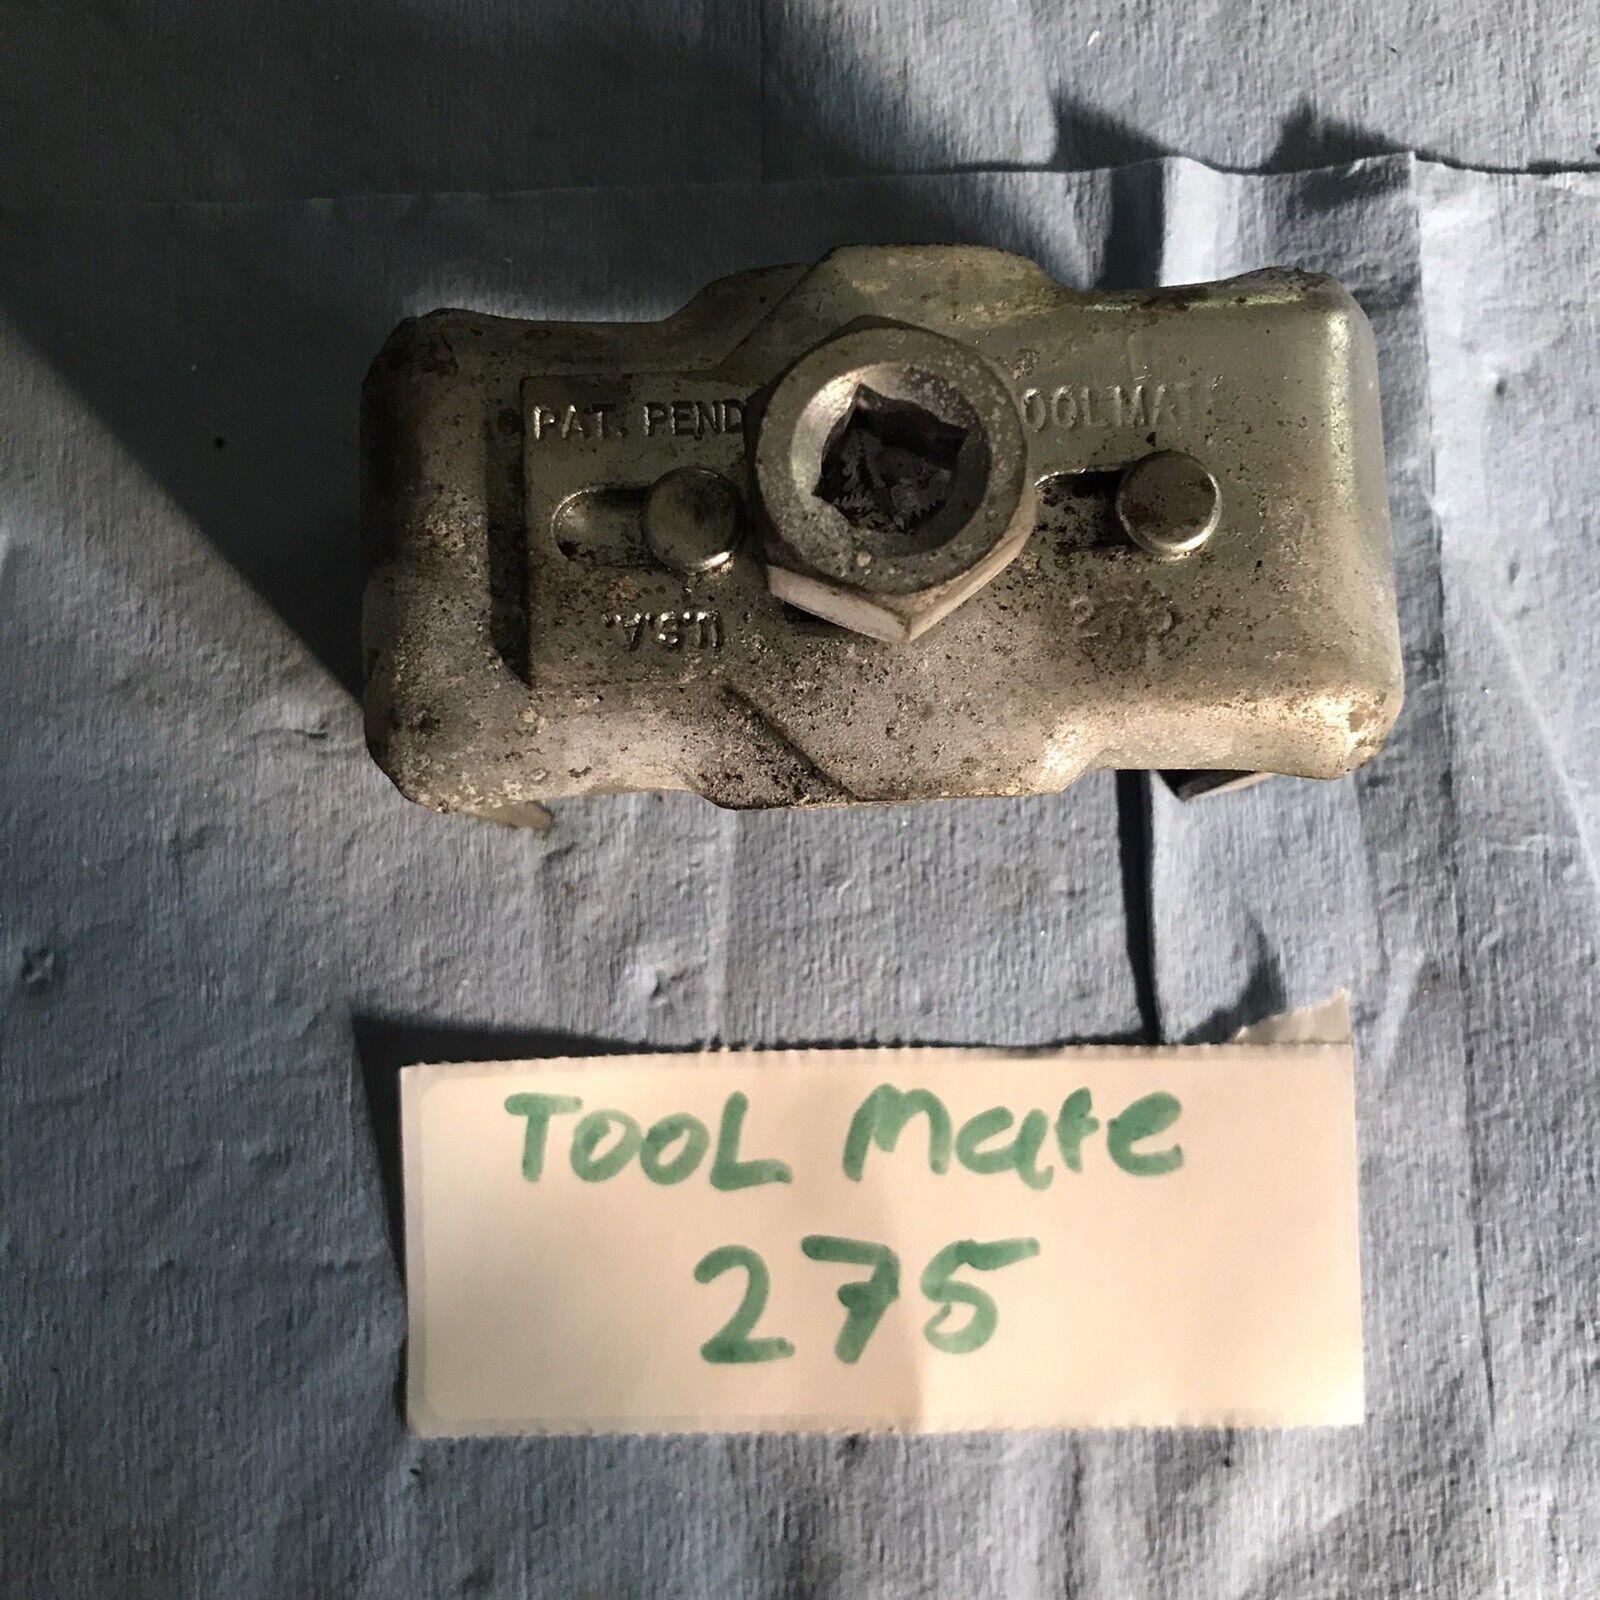 PAT. PEND
OOLMAT
U.S.A.
TOOL Mate
275